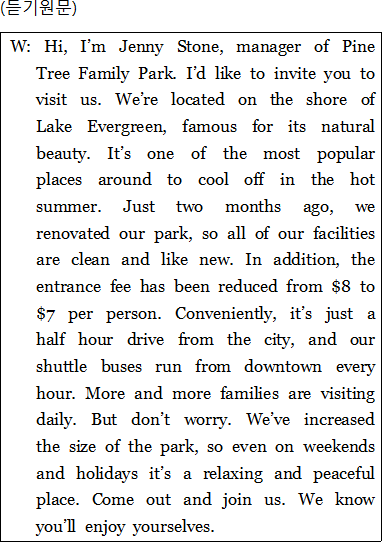 (듣기원문)
W: Hi, I’m Jenny Stone, manager of Pine
Tree Family Park. I’d like to invite you to
visit us. We’re located on the shore of
Lake Evergreen, famous for its natural
beauty. It’s one of the most popular
places around to cool off in the hot
summer. Just two months ago, we
renovated our park, so all of our facilities
are clean and like new. In addition, the
entrance fee has been reduced from $8 to
$7 per person. Conveniently, it’s just a
half hour drive from the city, and our
shuttle buses run from downtown every
hour. More and more families are visiting
daily. But don’t worry. We’ve increased
the size of the park, so even on weekends
and holidays it’s a relaxing and peaceful
place. Come out and join us. We know
you’ll enjoy yourselves.